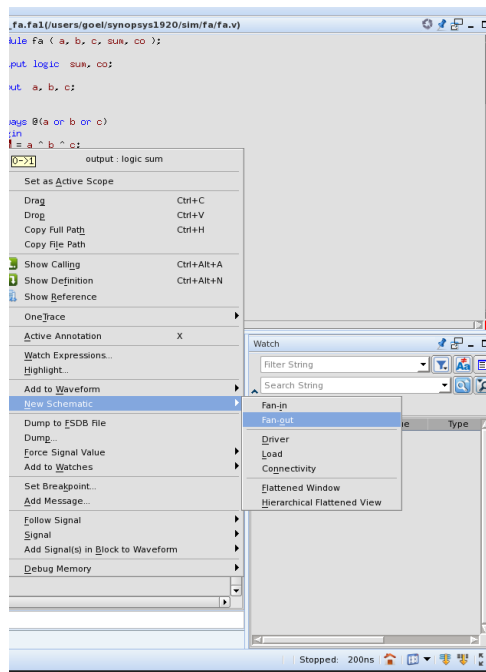 _fa.fa1(/users/goel/synopsys1920/sim/fa/fa.v)
dule fa ( a, b, c, sum, co );
put logic sum, co;
ut a, b, c;
ways @(a or b or c)
gin
= a ^ b ^ c;
0->1 output : logic sum
Set as Active Scope
Drag Ctrl+C
Drop Ctrl+V
Copy Full Path Ctrl+H
Copy File Path
Show Calling Ctrl+Alt+A
Show Definition Ctrl+Alt+N
Show Reference
OneTrace
Active Annotation X
Watch Expressions...
Highlight...
Add to Waveform
New Schematic
Dump to FSDB File
Dump...
Force Signal Value
Add to Watches
Set Breakpoint...
Add Message...
Follow Signal
Signal
Add Signal(s) in Block to Waveform
Debug Memory
Fan-in
Fan-out
Driver
Load
Connectivity
Flattened Window
Hierarchical Flattened View
Watch
Filter String
Aa
Search String
ue Type
Stopped: 200ns